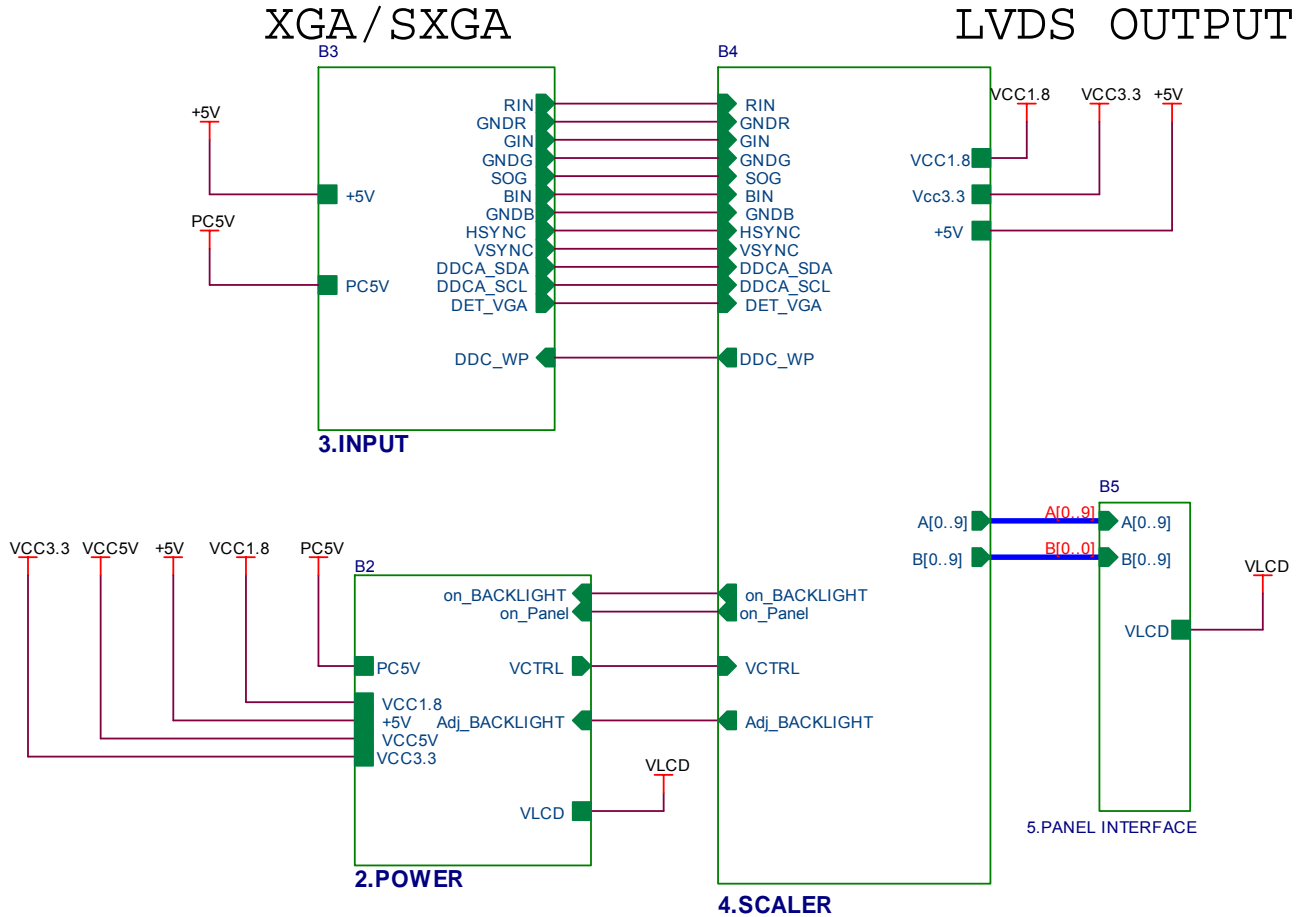 XGA/SXGA
LVDS OUTPUT
B3
+5V
PC5V
+5V
PC5V
RIN
GNDR
GIN
GNDG
SOG
BIN
GNDB
HSYNC
VSYNC
DDCA_SDA
DDCA_SCL
DET_VGA
DDC_WP
3.INPUT
B4
RIN
GNDR
GIN
GNDG
SOG
BIN
GNDB
HSYNC
VSYNC
DDCA_SDA
DDCA_SCL
DET_VGA
DDC_WP
VCC1.8
VCC3.3
+5V
VCC1.8
Vcc3.3
+5V
A[0..9]
B[0..9]
A[0..9]
B[0..0]
B5
A[0..9]
B[0..9]
VLCD
VLCD
5.PANEL INTERFACE
on_BACKLIGHT
on_Panel
VCTRL
Adj_BACKLIGHT
4.SCALER
VCC3.3
VCC5V
+5V
VCC1.8
PC5V
B2
PC5V
VCC1.8
+5V
VCC5V
VCC3.3
on_BACKLIGHT
on_Panel
VCTRL
Adj_BACKLIGHT
VLCD
VLCD
2.POWER